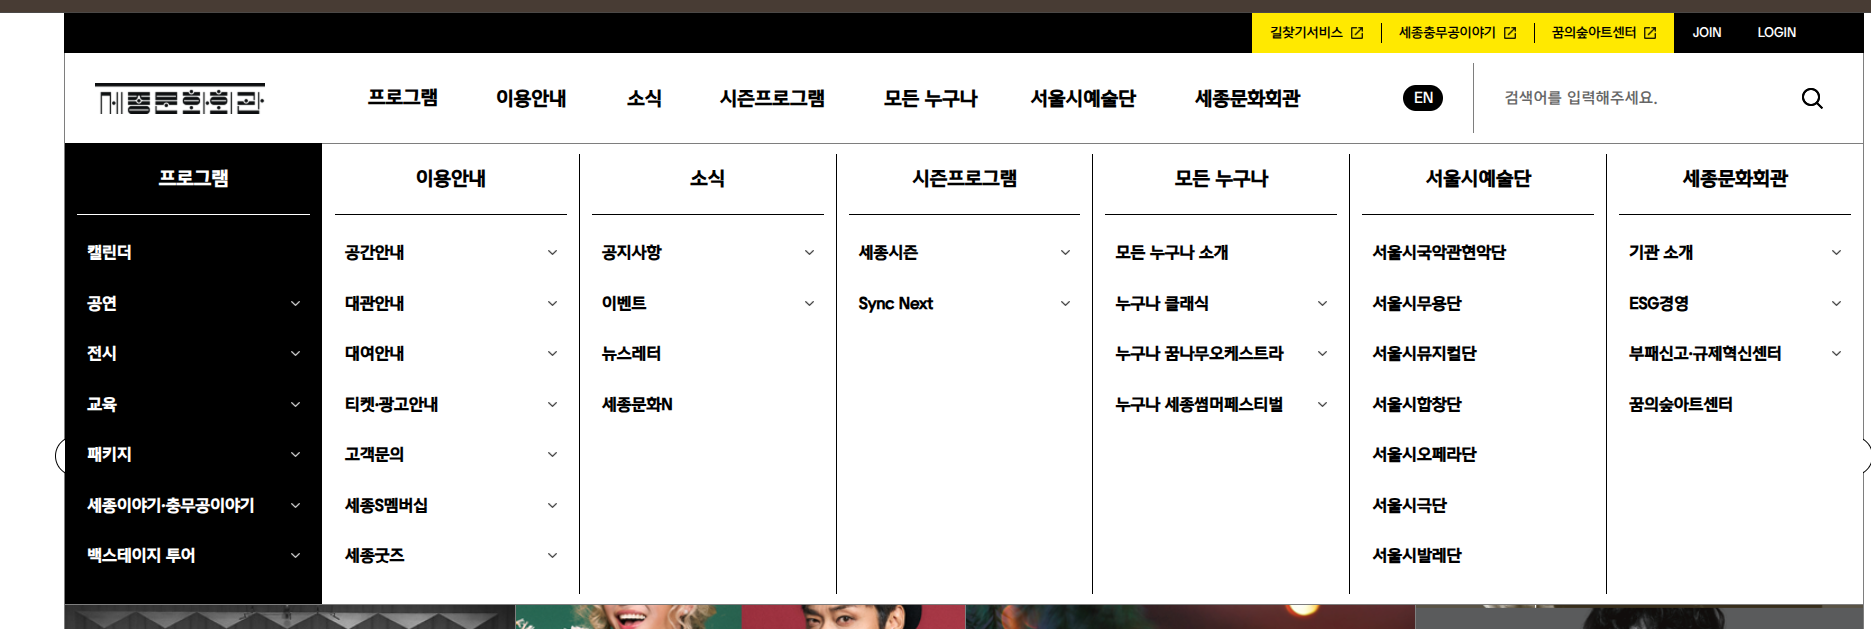 길찾기서비스 세종충무공이야기 꿈의숲아트센터 JOIN LOGIN
세종문화회관 프로그램 이용안내 소식 시즌프로그램 모든 누구나 서울시예술단 세종문화회관 EN 검색어를 입력해주세요.
프로그램
캘린더
공연
전시
교육
패키지
세종이야기·충무공이야기
백스테이지 투어
이용안내
공간안내
대관안내
대여안내
티켓·광고안내
고객문의
세종S멤버십
세종굿즈
소식
공지사항
이벤트
뉴스레터
세종문화N
시즌프로그램
세종시즌
Sync Next
모든 누구나
모든 누구나 소개
누구나 클래식
누구나 꿈나무오케스트라
누구나 세종썸머페스티벌
서울시예술단
서울시국악관현악단
서울시무용단
서울시뮤지컬단
서울시합창단
서울시오페라단
서울시극단
서울시발레단
세종문화회관
기관 소개
ESG경영
부패신고·규제혁신센터
꿈의숲아트센터